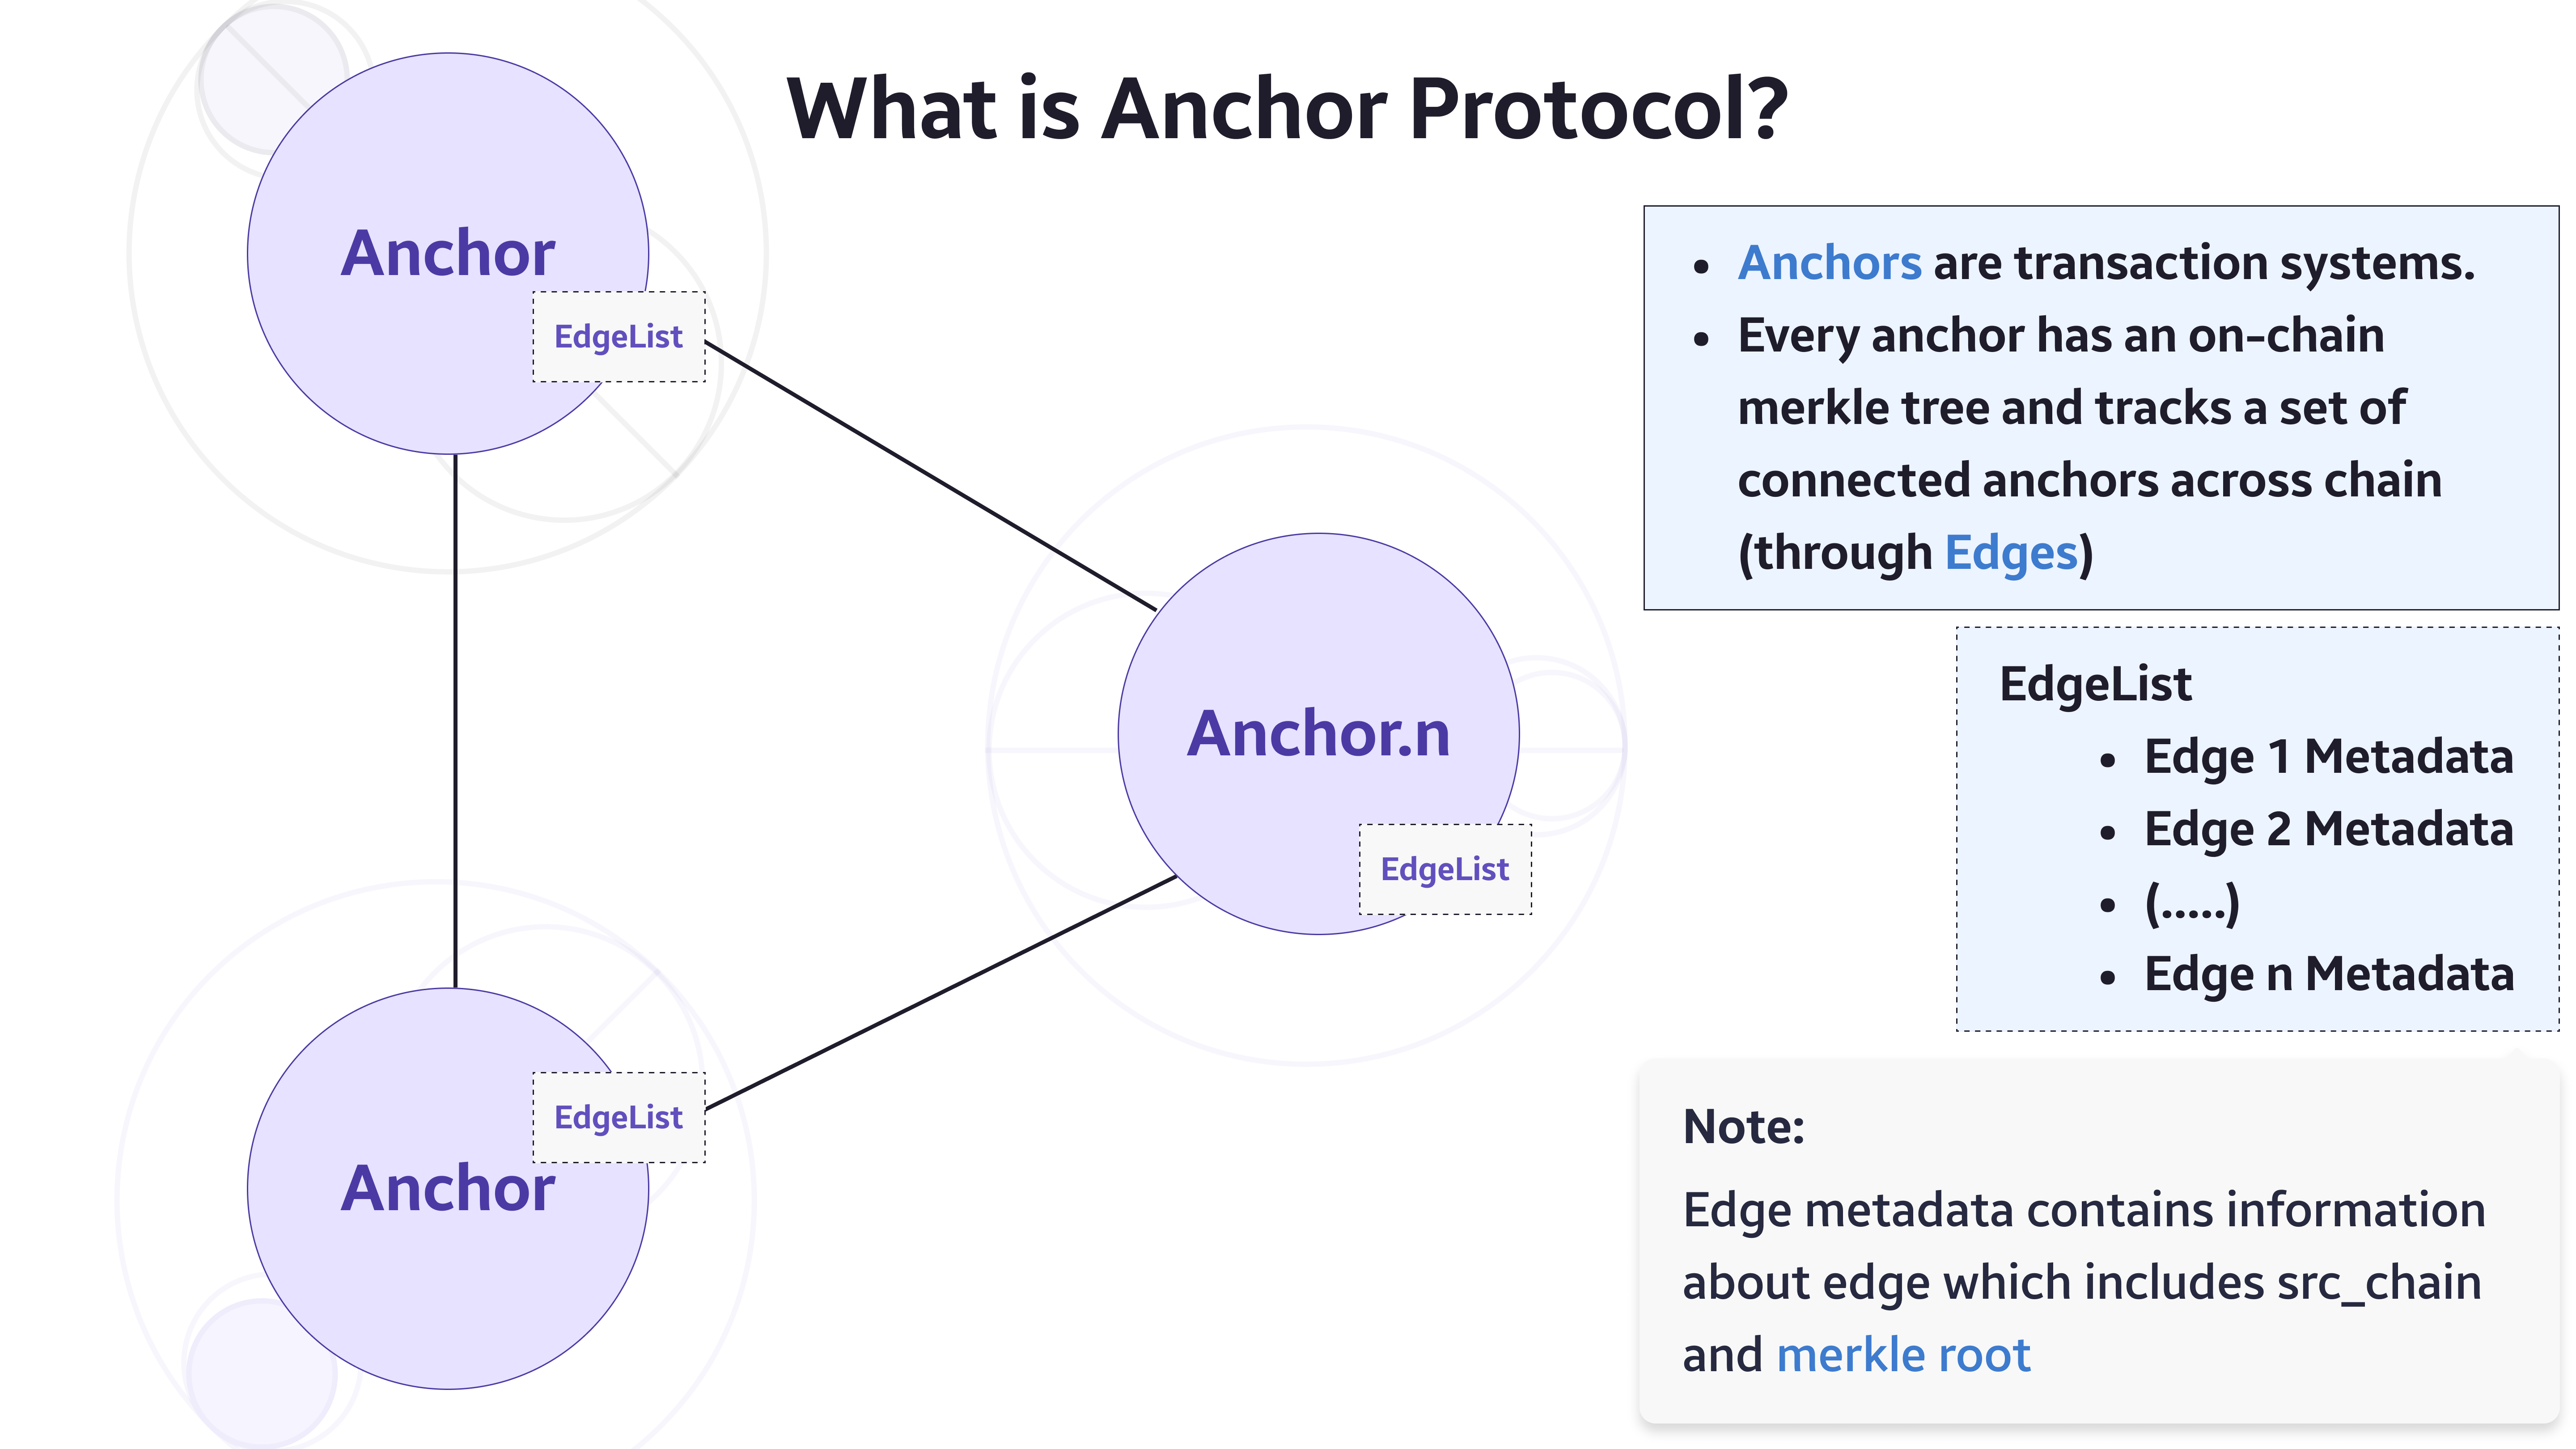 What is Anchor Protocol?
Anchor
EdgeList
Anchor.n
EdgeList
EdgeList
Anchor
• Anchors are transaction systems.
• Every anchor has an on-chain
merkle tree and tracks a set of
connected anchors across chain
(through Edges)
EdgeList
• Edge 1 Metadata
• Edge 2 Metadata
• (.....)
• Edge n Metadata
Note:
Edge metadata contains information
about edge which includes src_chain
and merkle root